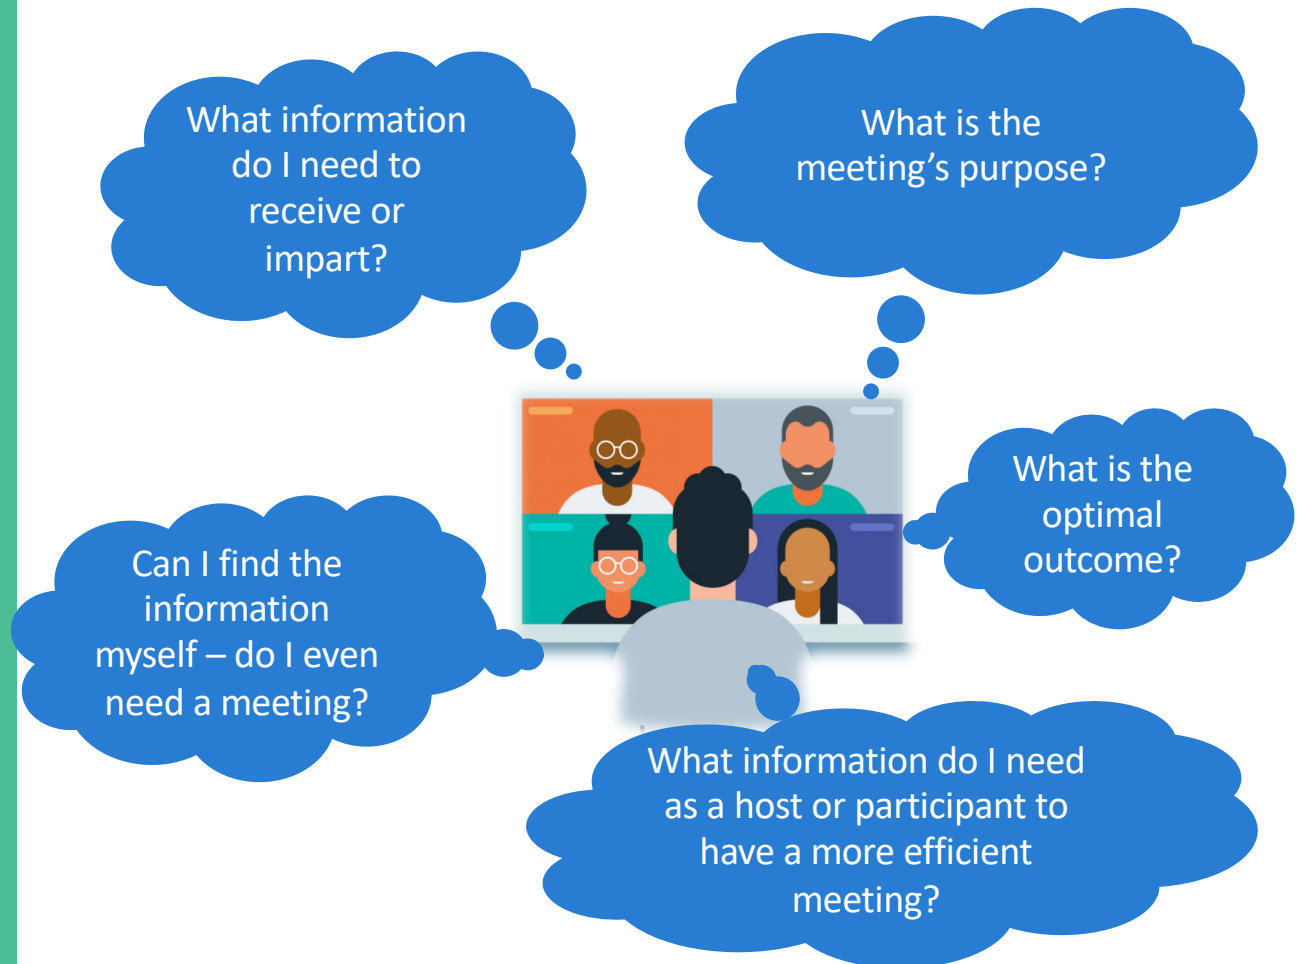 What information
do I need to
receive or
impart?
What is the
meeting’s purpose?
What is the
optimal
outcome?
Can I find the
information
myself – do I even
need a meeting?
What information do I need
as a host or participant to
have a more efficient
meeting?